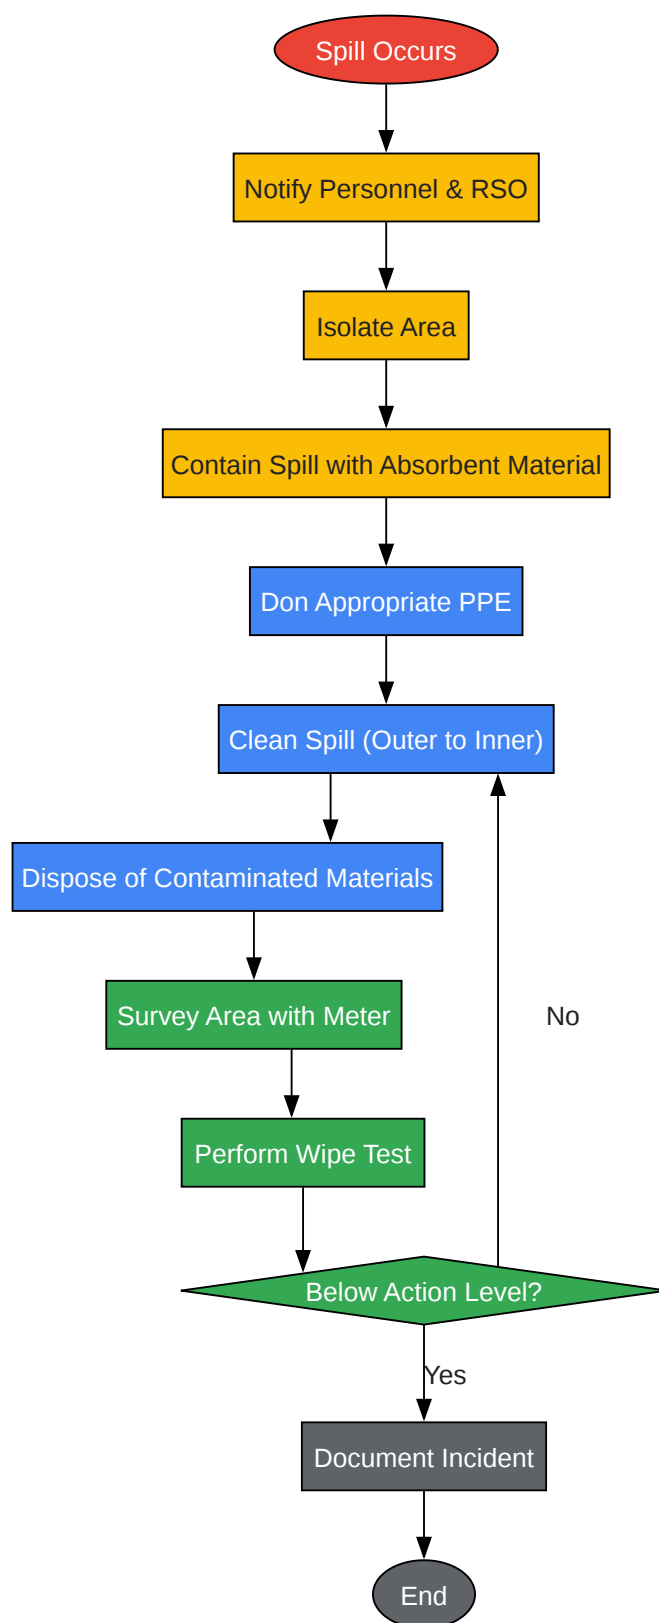 Spill Occurs
Notify Personnel & RSO
Isolate Area
Contain Spill with Absorbent Material
Don Appropriate PPE
Clean Spill (Outer to Inner)
Dispose of Contaminated Materials
Survey Area with Meter
No
Perform Wipe Test
Below Action Level?
Yes
Document Incident
End